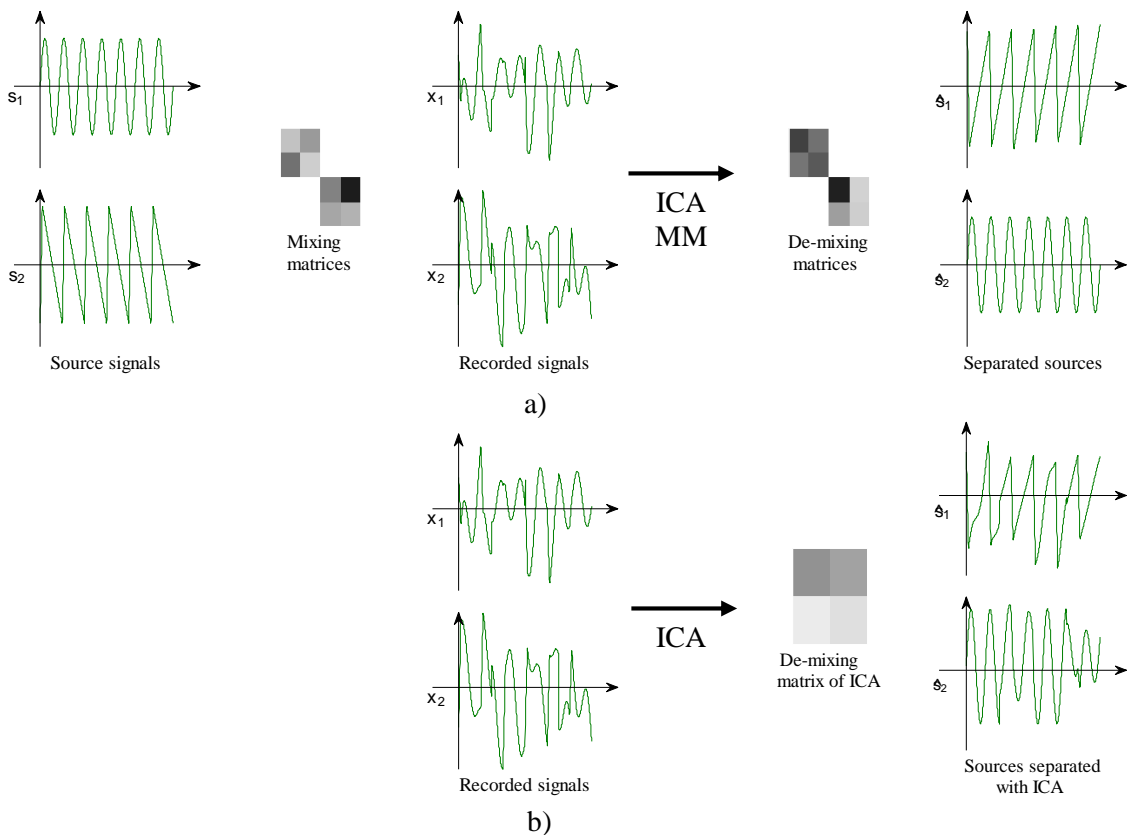 s1
s2
Source signals
Mixing
matrices
x1
x2
Recorded signals
ICA
MM
De-mixing
matrices
ŝ1
ŝ2
Separated sources
a)
x1
x2
Recorded signals
ICA
De-mixing
matrix of ICA
ŝ1
ŝ2
Sources separated
with ICA
b)